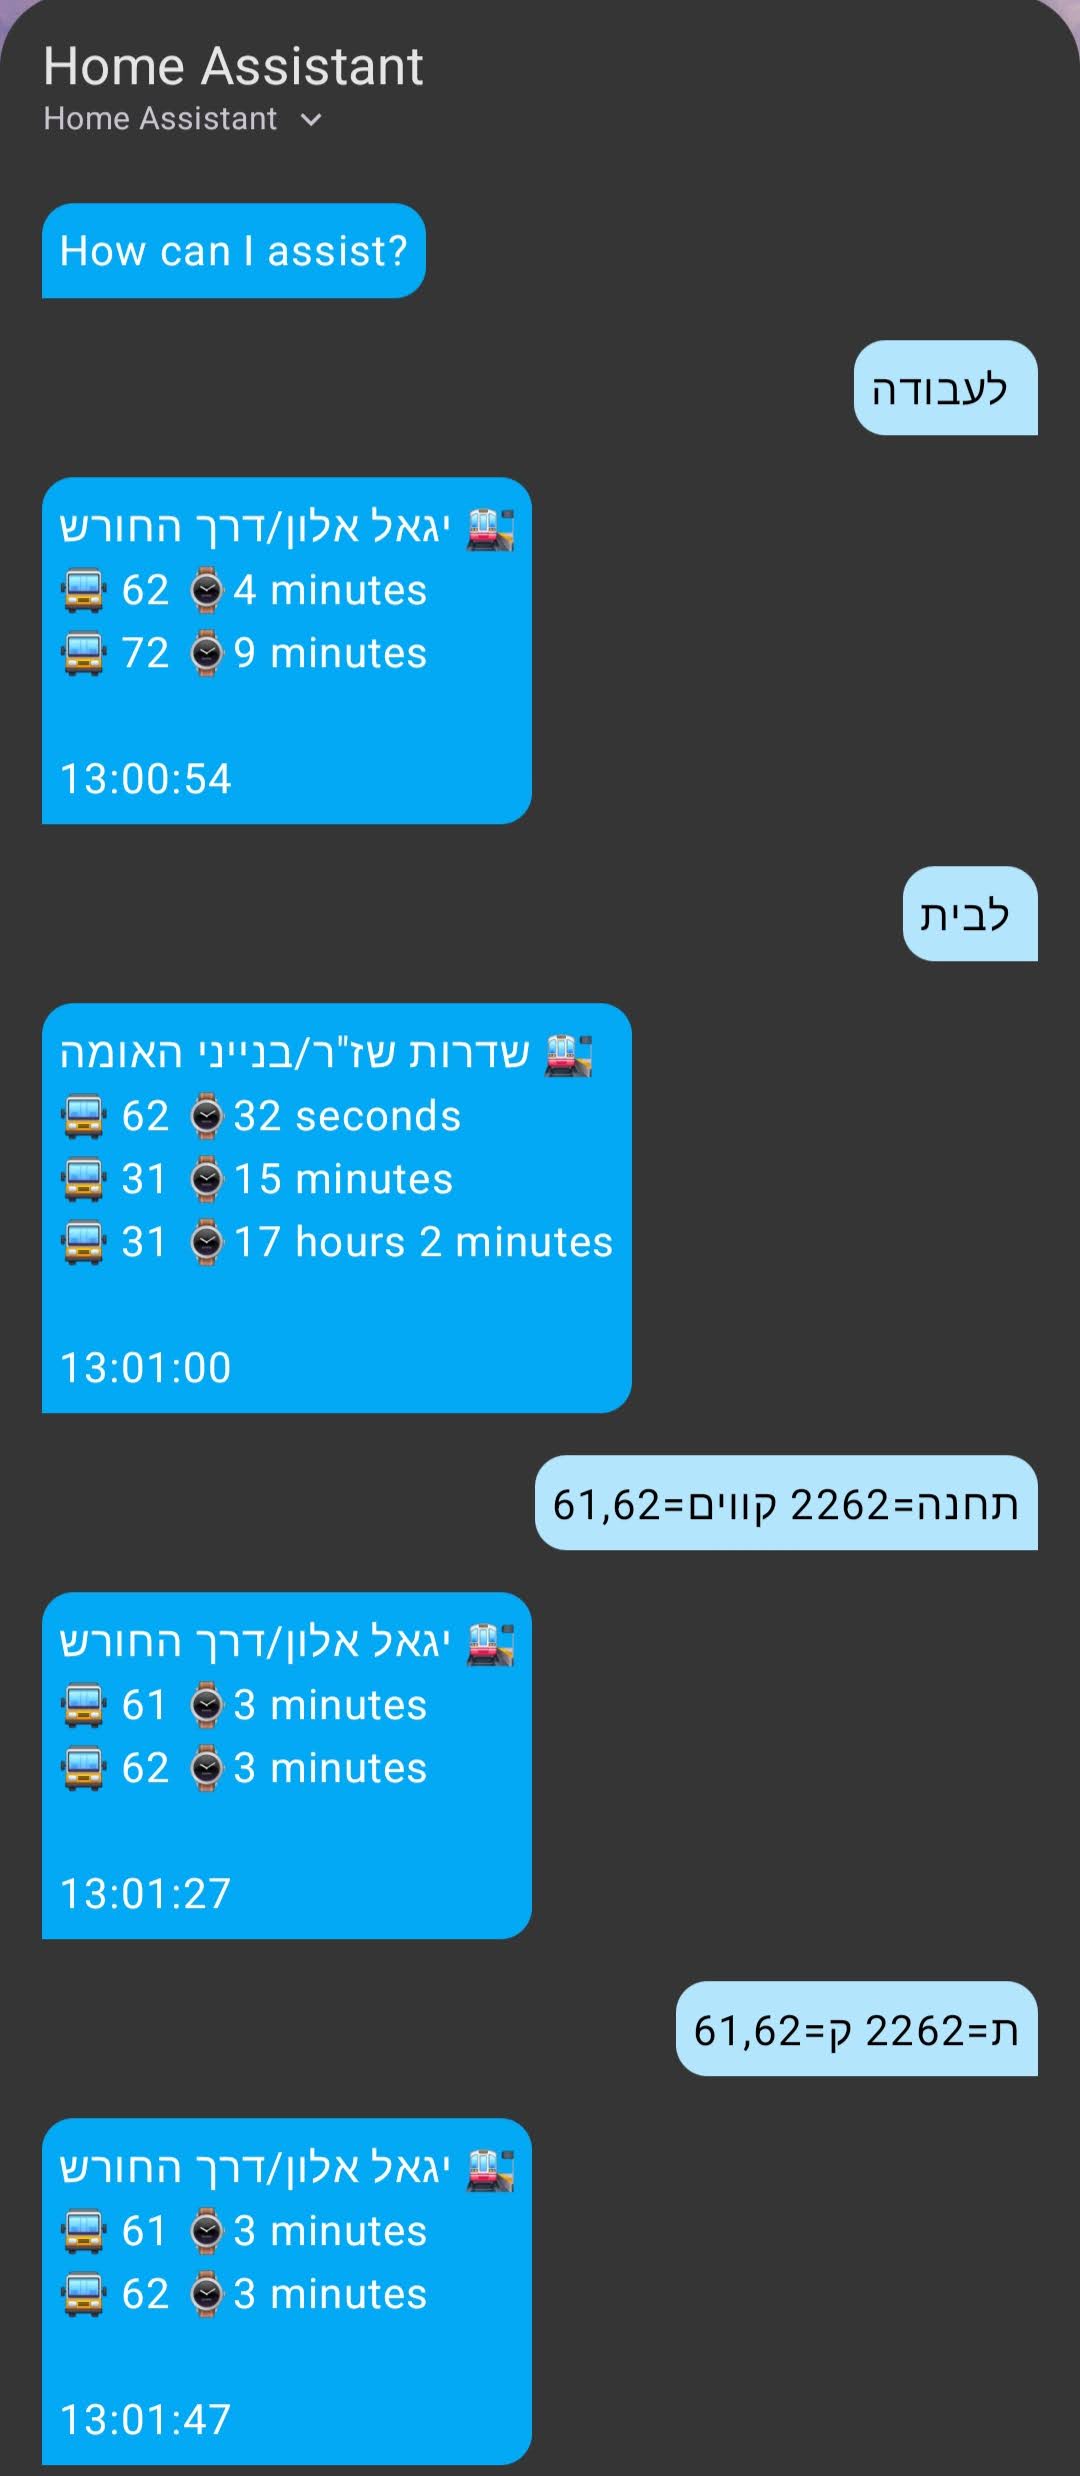 Home Assistant
Home Assistant
How can I assist?
לעבודה
🚉 יגאל אלון/דרך החורש
🚍 62 ⌚4 minutes
🚍 72 ⌚9 minutes
13:00:54
לבית
🚉 שדרות שז"ר/בנייני האומה
🚍 62 ⌚32 seconds
🚍 31 ⌚15 minutes
🚍 31 ⌚17 hours 2 minutes
13:01:00
תחנה=2262 קווים=61,62
🚉 יגאל אלון/דרך החורש
🚍 61 ⌚3 minutes
🚍 62 ⌚3 minutes
13:01:27
ת=2262 ק=61,62
🚉 יגאל אלון/דרך החורש
🚍 61 ⌚3 minutes
🚍 62 ⌚3 minutes
13:01:47